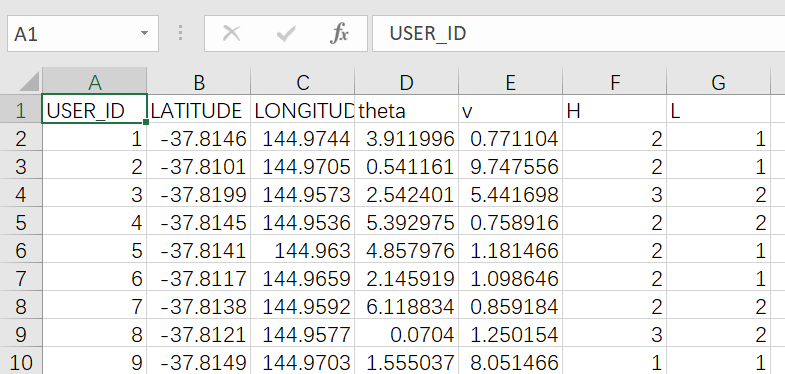 A1 fx USER_ID
A B C D E F G
1 USER_ID LATITUDE LONGITUD theta v H L
2 1 -37.8146 144.9744 3.911996 0.771104 2 1
3 2 -37.8101 144.9705 0.541161 9.747556 2 1
4 3 -37.8199 144.9573 2.542401 5.441698 3 2
5 4 -37.8145 144.9536 5.392975 0.758916 2 2
6 5 -37.8141 144.963 4.857976 1.181466 2 1
7 6 -37.8117 144.9659 2.145919 1.098646 2 1
8 7 -37.8138 144.9592 6.118834 0.859184 2 2
9 8 -37.8121 144.9577 0.0704 1.250154 3 2
10 9 -37.8149 144.9703 1.555037 8.051466 1 1